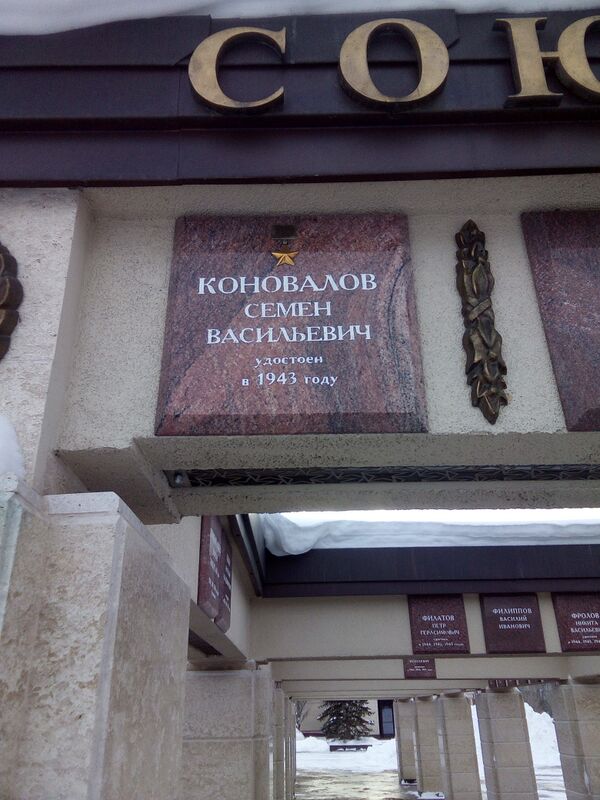 СОЮ
КОНОВАЛОВ
СЕМЕН
ВАСИЛЬЕВИЧ
удостоен
в 1943 году
ФИЛАТОВ
ПЕТР
ГЕРАСИМОВИЧ
ФИЛИППОВ
ВАСИЛИЙ
ИВАНОВИЧ
ФРОЛОВ
НИКИТА
ВАСИЛЬЕВИЧ